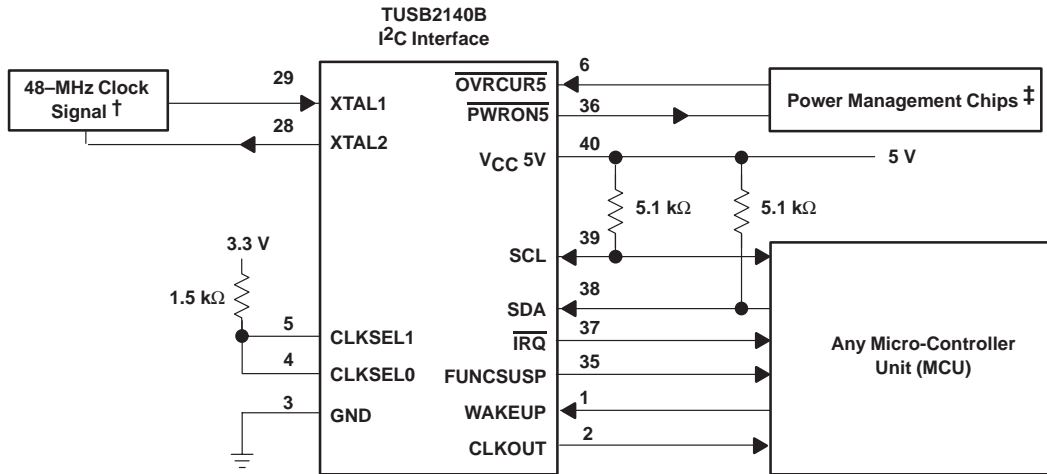 TUSB2140B
I2C Interface
48–MHz Clock
Signal †
29
XTAL1
28
XTAL2
3.3 V
1.5 kΩ
5
CLKSEL1
4
CLKSEL0
3
GND
OVRCUR5
6
PWRON5
36
VCC 5V
40
5 V
5.1 kΩ
5.1 kΩ
SCL
39
SDA
38
IRQ
37
FUNCSUSP
35
WAKEUP
1
CLKOUT
2
Power Management Chips ‡
Any Micro-Controller
Unit (MCU)